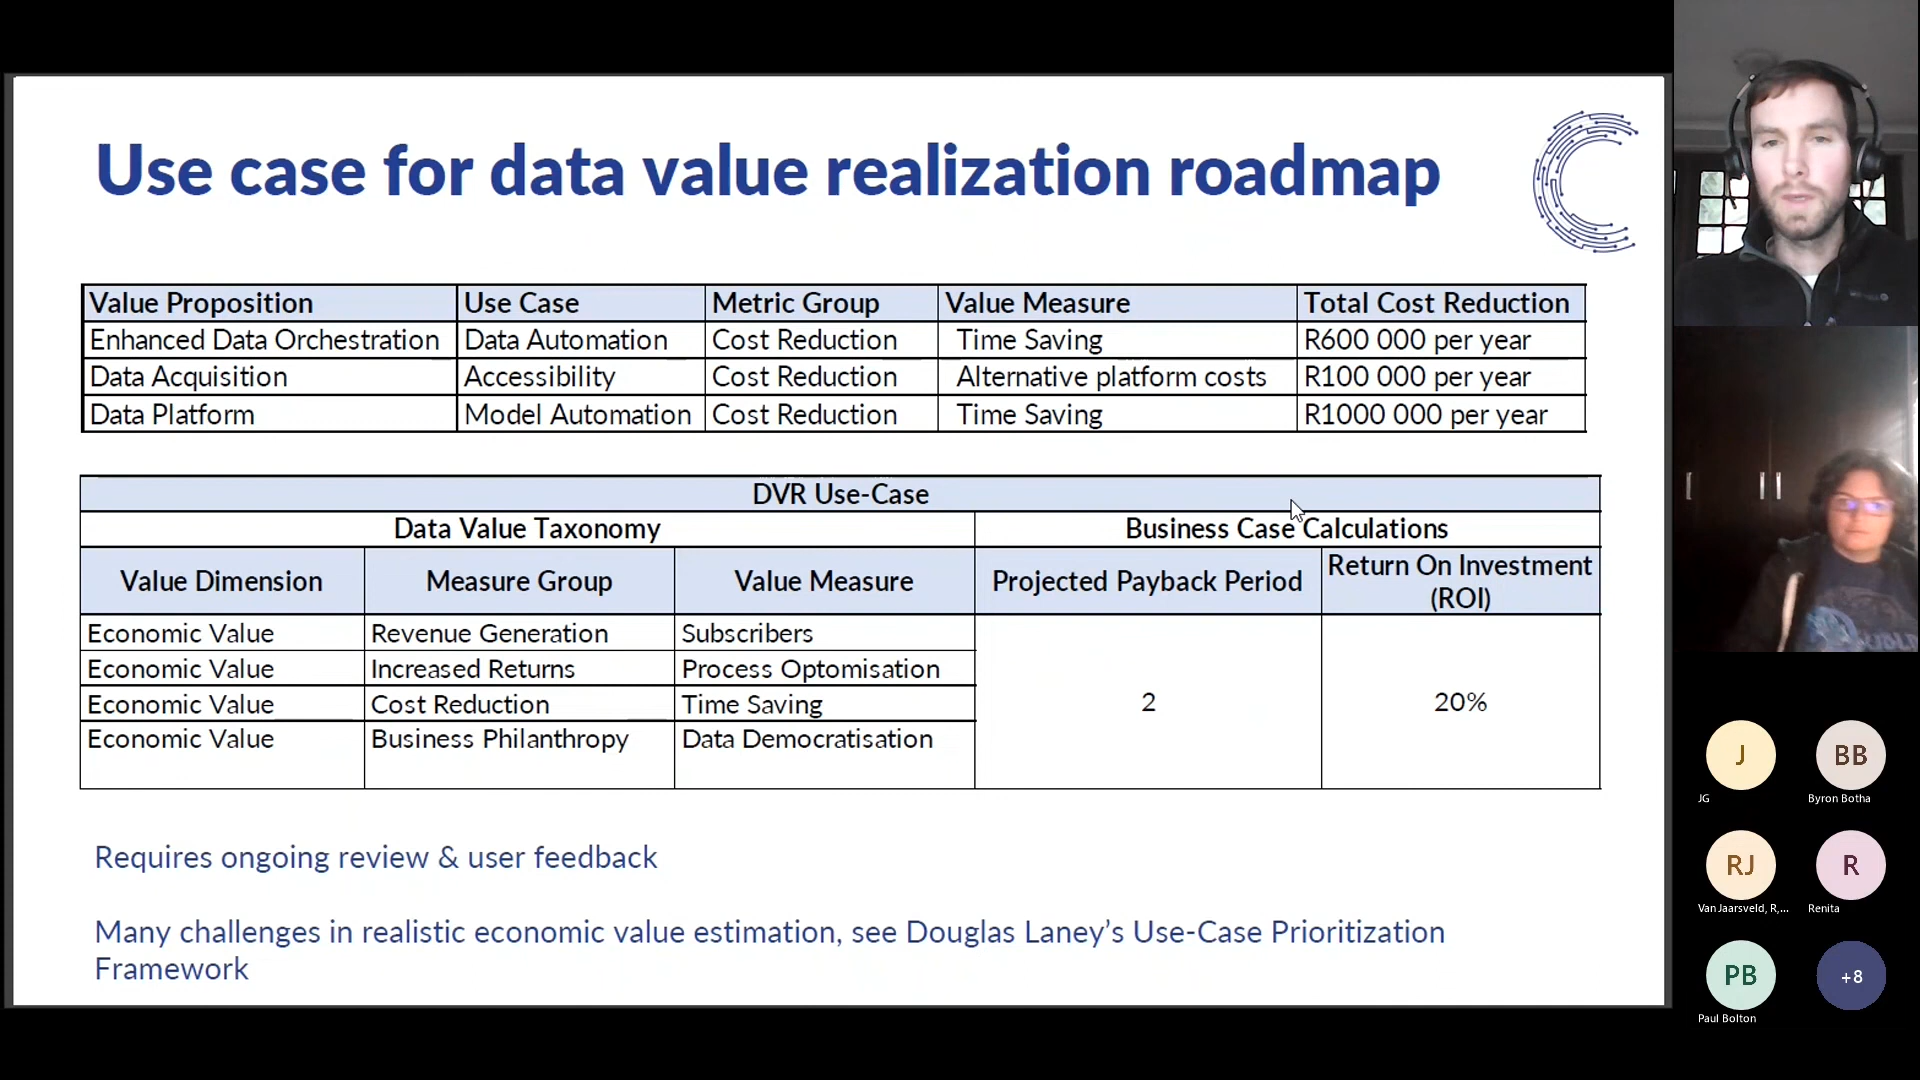 Use case for data value realization roadmap
Value Proposition Use Case Metric Group Value Measure Total Cost Reduction
Enhanced Data Orchestration Data Automation Cost Reduction Time Saving R600 000 per year
Data Acquisition Accessibility Cost Reduction Alternative platform costs R100 000 per year
Data Platform Model Automation Cost Reduction Time Saving R1000 000 per year
DVR Use-Case
Data Value Taxonomy Business Case Calculations
Value Dimension Measure Group Value Measure Projected Payback Period Return On Investment
(ROI)
Economic Value Revenue Generation Subscribers
Economic Value Increased Returns Process Optomisation
Economic Value Cost Reduction Time Saving
2 20%
Economic Value Business Philanthropy Data Democratisation
Requires ongoing review & user feedback
Many challenges in realistic economic value estimation, see Douglas Laney's Use-Case Prioritization
Framework
J BB
JG Byron Botha
RJ R
Van Jaarsveld, R,... Renita
PB +8
Paul Bolton